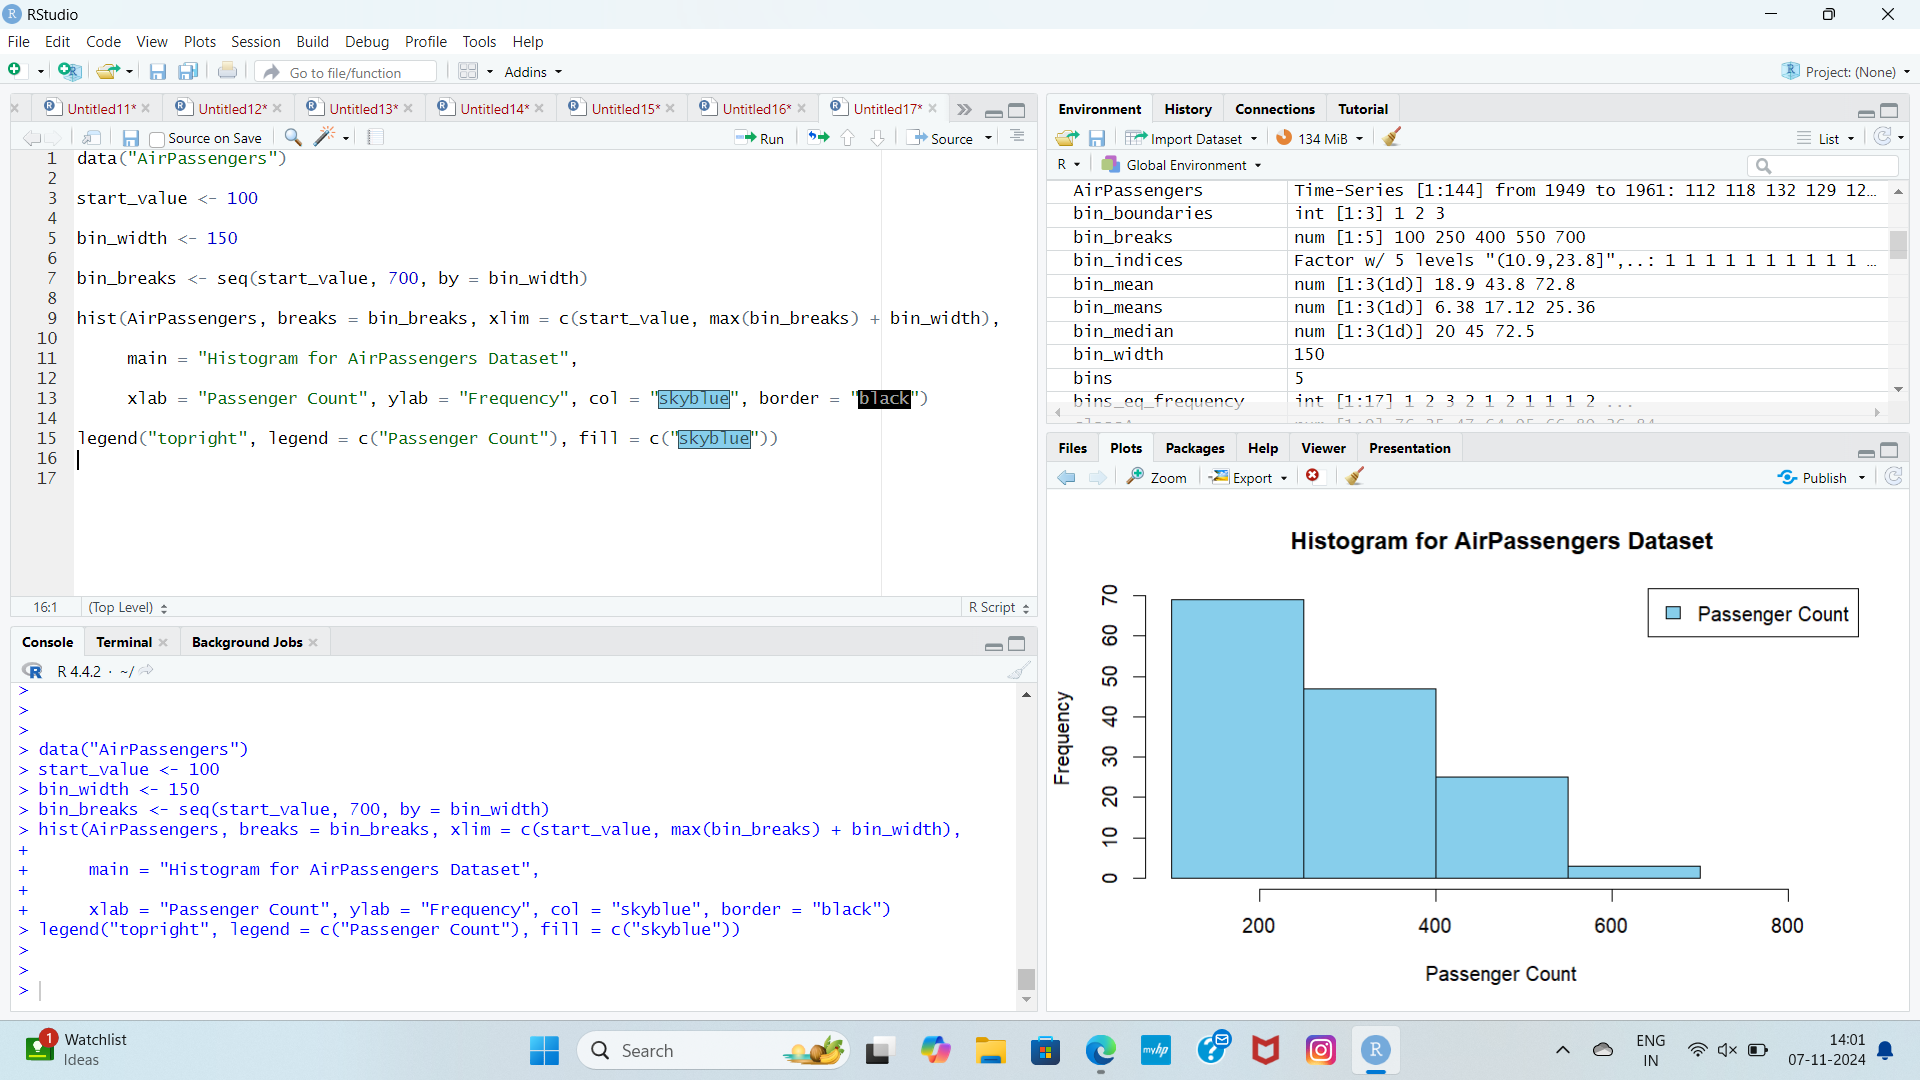 RStudio
File Edit Code View Plots Session Build Debug Profile Tools Help
Go to file/function Addins Project: (None)
Untitled11* Untitled12* Untitled13* Untitled14* Untitled15* Untitled16* Untitled17*
Source on Save Run Source
1 data("AirPassengers")
2
3 start_value <- 100
4
5 bin_width <- 150
6
7 bin_breaks <- seq(start_value, 700, by = bin_width)
8
9 hist(AirPassengers, breaks = bin_breaks, xlim = c(start_value, max(bin_breaks) + bin_width),
10
11 main = "Histogram for AirPassengers Dataset",
12
13 xlab = "Passenger Count", ylab = "Frequency", col = "skyblue", border = "black")
14
15 legend("topright", legend = c("Passenger Count"), fill = c("skyblue"))
16
17
16:1 (Top Level) R Script
Console Terminal Background Jobs
R 4.4.2 · ~/
>
>
>
> data("AirPassengers")
> start_value <- 100
> bin_width <- 150
> bin_breaks <- seq(start_value, 700, by = bin_width)
> hist(AirPassengers, breaks = bin_breaks, xlim = c(start_value, max(bin_breaks) + bin_width),
+
+ main = "Histogram for AirPassengers Dataset",
+
+ xlab = "Passenger Count", ylab = "Frequency", col = "skyblue", border = "black")
> legend("topright", legend = c("Passenger Count"), fill = c("skyblue"))
>
>
>
Environment History Connections Tutorial
Import Dataset 134 MiB List
R Global Environment
AirPassengers Time-Series [1:144] from 1949 to 1961: 112 118 132 129 12…
bin_boundaries int [1:3] 1 2 3
bin_breaks num [1:5] 100 250 400 550 700
bin_indices Factor w/ 5 levels "(10.9,23.8]",..: 1 1 1 1 1 1 1 1 1 1 …
bin_mean num [1:3(1d)] 18.9 43.8 72.8
bin_means num [1:3(1d)] 6.38 17.12 25.36
bin_median num [1:3(1d)] 20 45 72.5
bin_width 150
bins 5
bins_eq_frequency int [1:17] 1 2 3 2 1 2 1 1 1 2 ...
Files Plots Packages Help Viewer Presentation
Zoom Export Publish
Histogram for AirPassengers Dataset
Passenger Count
Frequency
70
60
50
40
30
20
10
0
200 400 600 800
Passenger Count
1 Watchlist
Ideas
Search
myhp
R
ENG
IN
14:01
07-11-2024